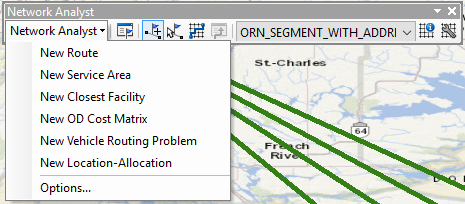 Network Analyst
Network Analyst
ORN_SEGMENT_WITH_ADDRI
New Route
New Service Area
New Closest Facility
New OD Cost Matrix
New Vehicle Routing Problem
New Location-Allocation
Options...
St.-Charles
64
French
River